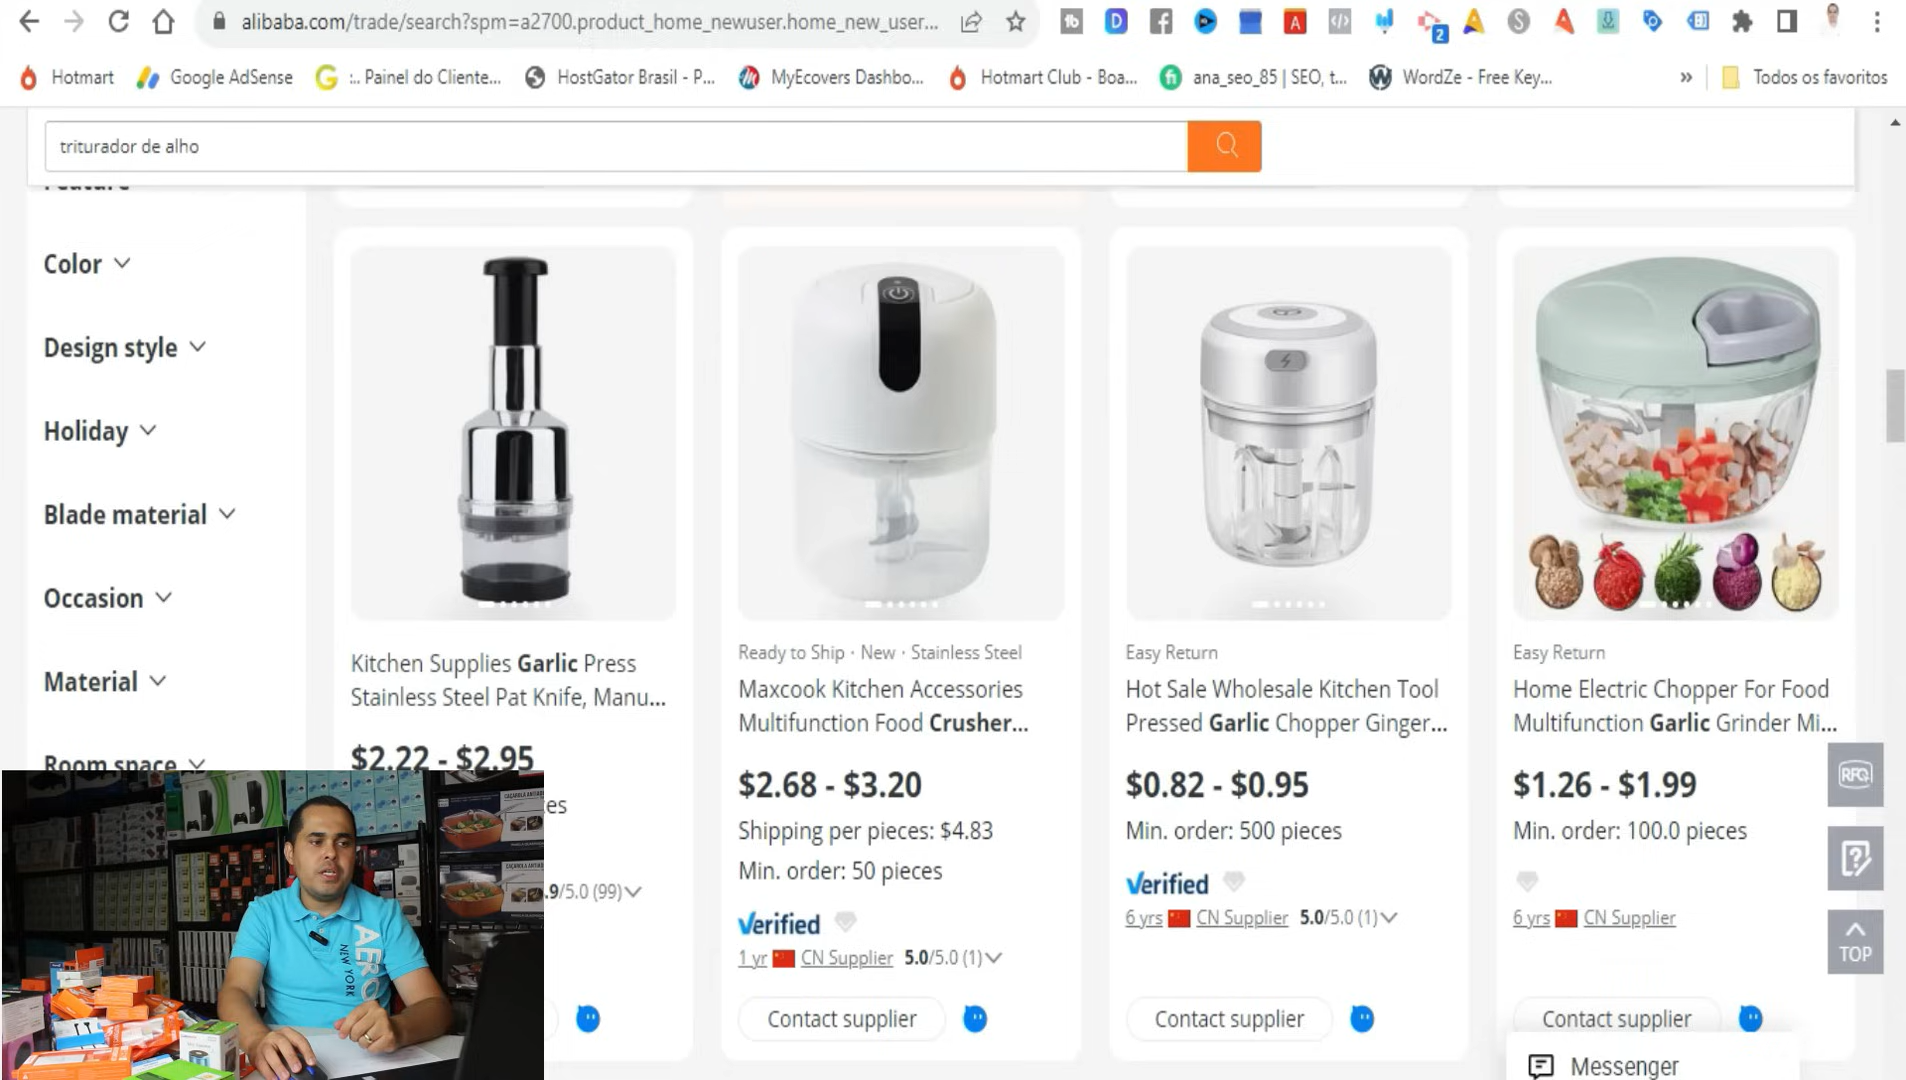 alibaba.com/trade/search?spm=a2700.product_home_newuser.home_new_user...
2
Hotmart
Google AdSense
:.. Painel do Cliente...
HostGator Brasil - P...
MyEcovers Dashbo...
Hotmart Club - Boa...
ana_seo_85 | SEO, t...
WordZe - Free Key...
»
Todos os favoritos
triturador de alho
Feature
Color
Design style
Holiday
Blade material
Occasion
Material
Room space
Kitchen Supplies Garlic Press
Stainless Steel Pat Knife, Manu...
$2.22 - $2.95
es
.9/5.0 (99)
Ready to Ship · New · Stainless Steel
Maxcook Kitchen Accessories
Multifunction Food Crusher...
$2.68 - $3.20
Shipping per pieces: $4.83
Min. order: 50 pieces
Verified
1 yr CN Supplier 5.0/5.0 (1)
Contact supplier
Easy Return
Hot Sale Wholesale Kitchen Tool
Pressed Garlic Chopper Ginger...
$0.82 - $0.95
Min. order: 500 pieces
Verified
6 yrs CN Supplier 5.0/5.0 (1)
Contact supplier
Easy Return
Home Electric Chopper For Food
Multifunction Garlic Grinder Mi...
$1.26 - $1.99
Min. order: 100.0 pieces
6 yrs CN Supplier
Contact supplier
RFQ
TOP
Messenger
AERO
NEW YORK